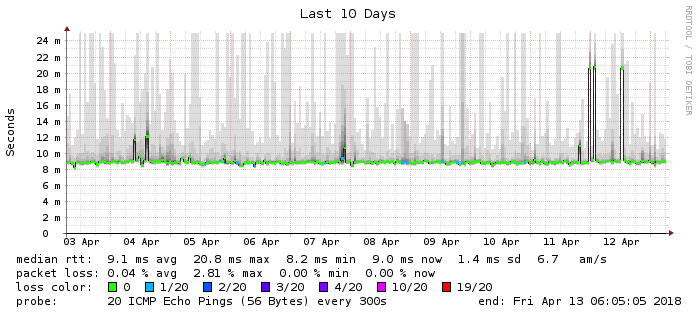 Last 10 Days
RRDTOOL / TOBI OETIKER
Seconds
24 m
22 m
20 m
18 m
16 m
14 m
12 m
10 m
8 m
6 m
4 m
2 m
0
03 Apr 04 Apr 05 Apr 06 Apr 07 Apr 08 Apr 09 Apr 10 Apr 11 Apr 12 Apr
median rtt: 9.1 ms avg 20.8 ms max 8.2 ms min 9.0 ms now 1.4 ms sd 6.7 am/s
packet loss: 0.04 % avg 2.81 % max 0.00 % min 0.00 % now
loss color: 0 1/20 2/20 3/20 4/20 10/20 19/20
probe: 20 ICMP Echo Pings (56 Bytes) every 300s end: Fri Apr 13 06:05:05 2018